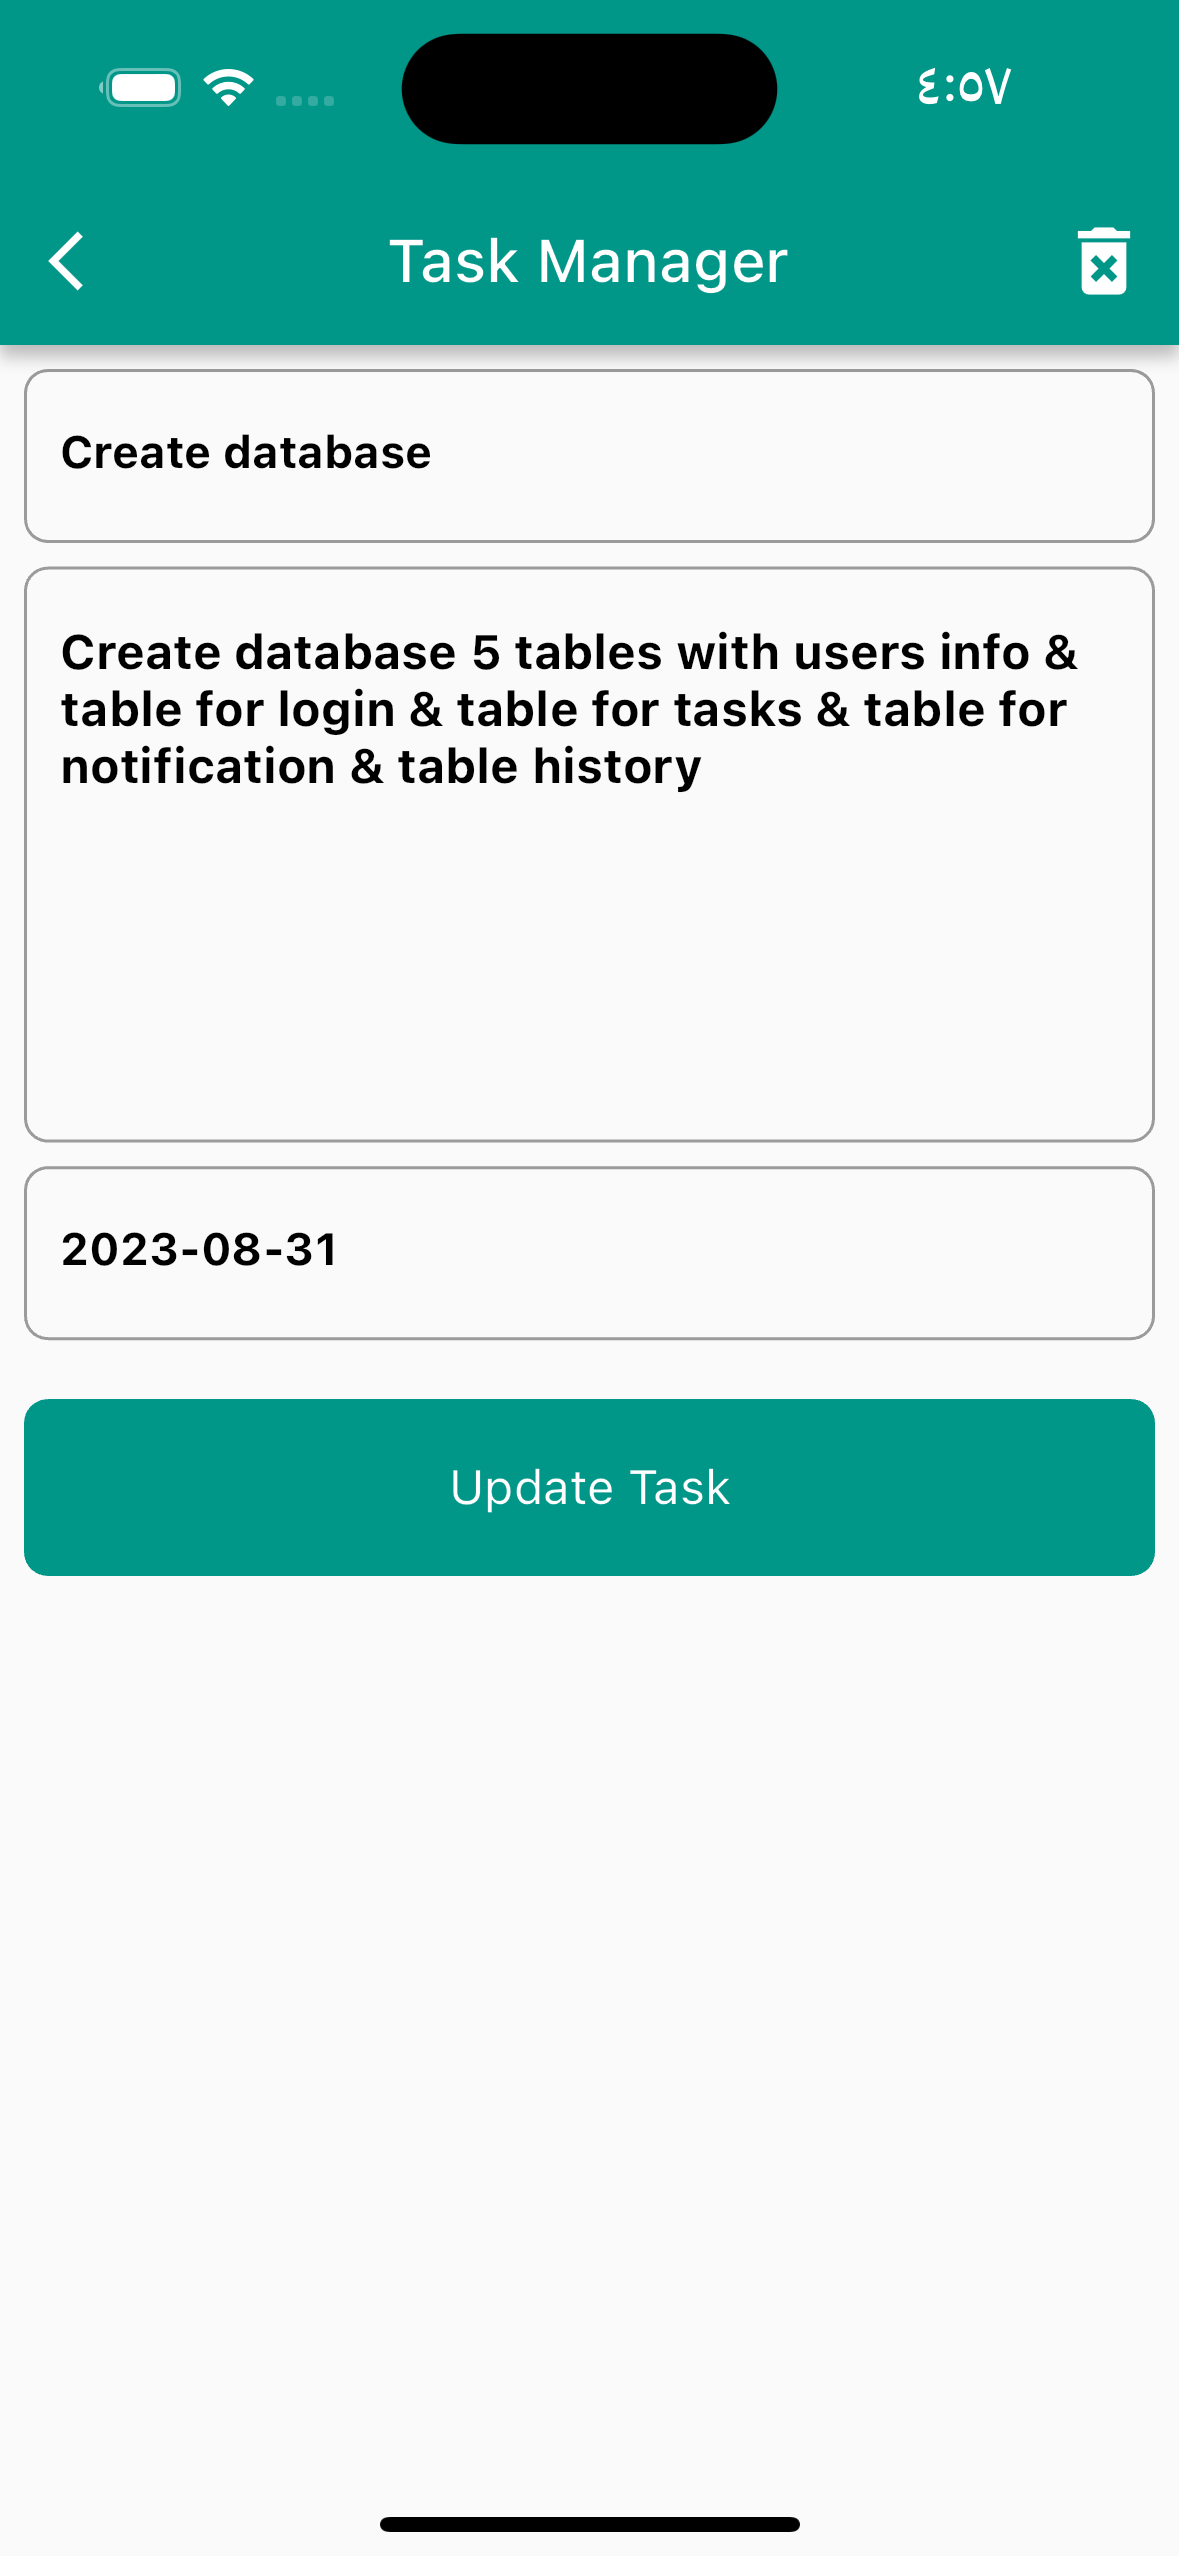 ٤:٥٧
Task Manager
Create database
Create database 5 tables with users info &
table for login & table for tasks & table for
notification & table history
2023-08-31
Update Task